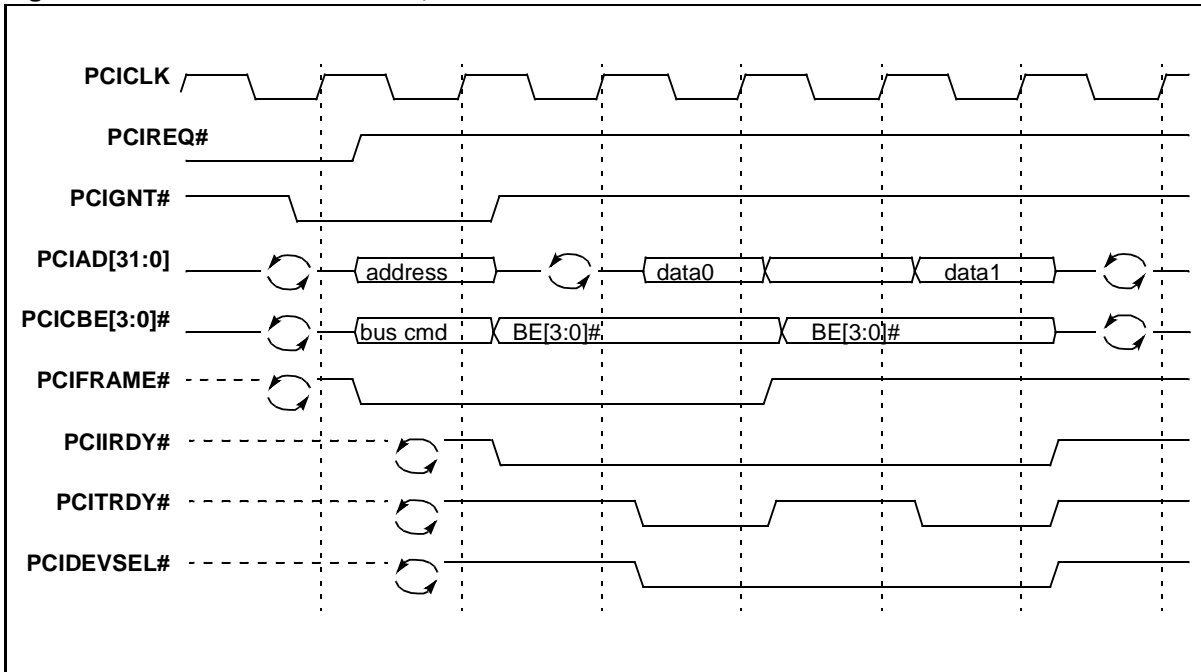 PCICLK
PCIREQ#
PCIGNT#
PCIAD[31:0] address data0 data1
PCICBE[3:0]# bus cmd BE[3:0]# BE[3:0]#
PCIFRAME#
PCIIRDY#
PCITRDY#
PCIDEVSEL#